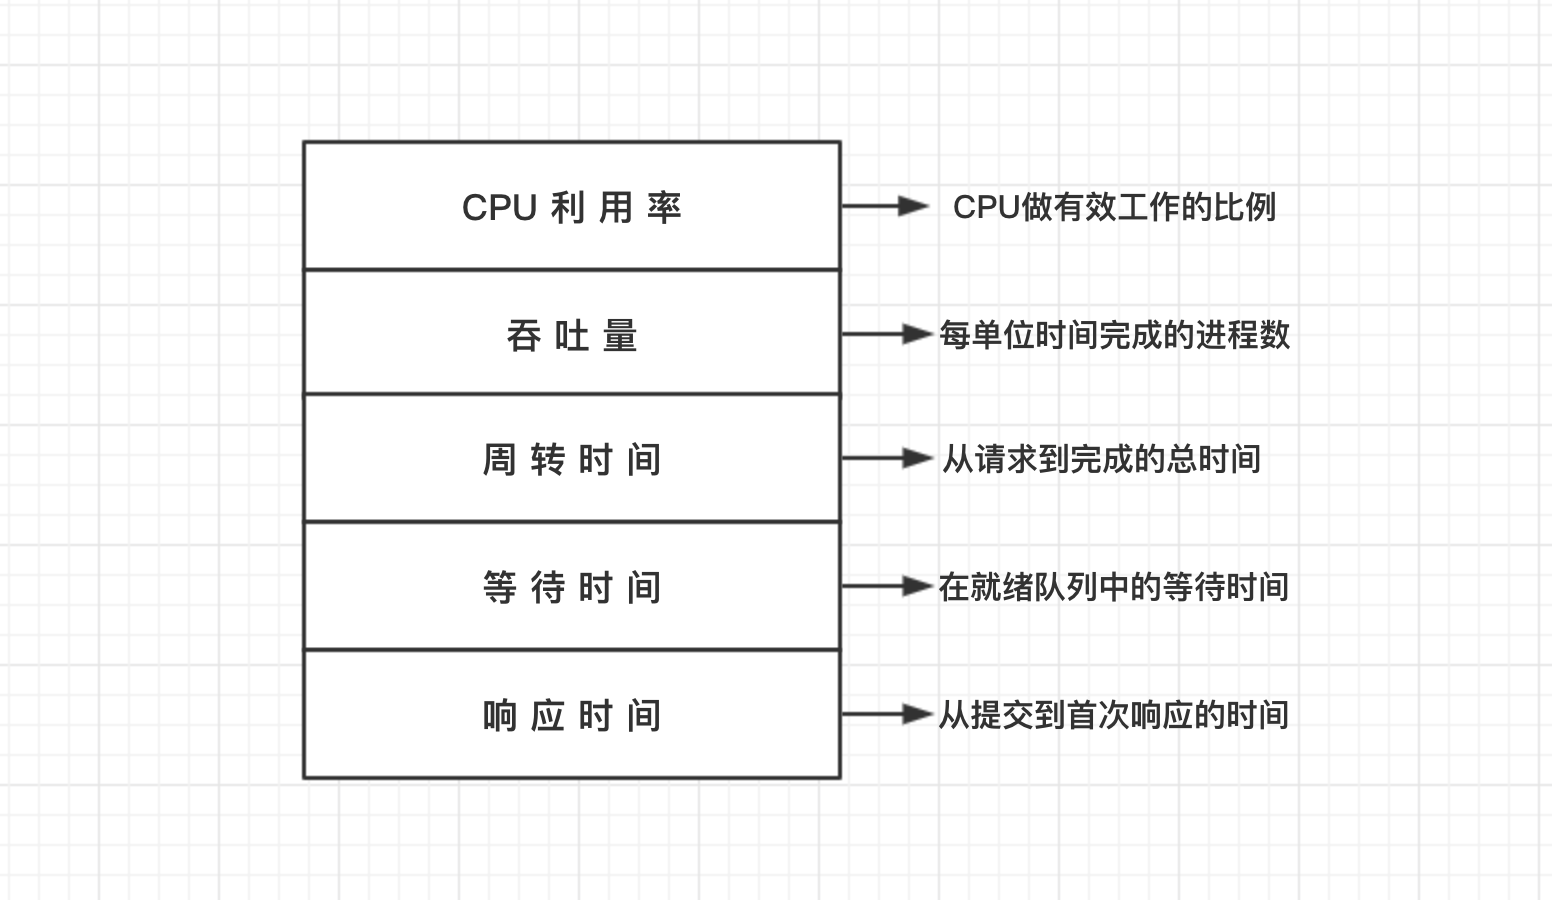 CPU 利用率
CPU做有效工作的比例
吞吐量
每单位时间完成的进程数
周转时间
从请求到完成的总时间
等待时间
在就绪队列中的等待时间
响应时间
从提交到首次响应的时间